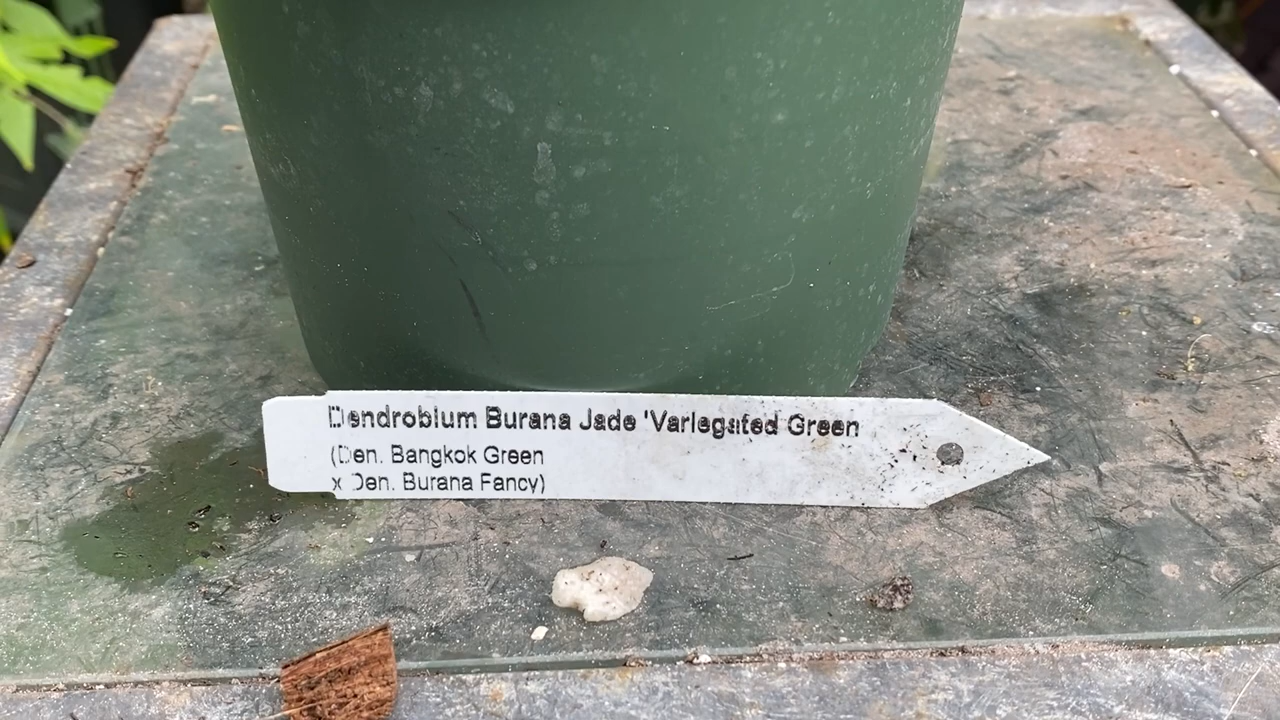 Dendrobium Burana Jade 'Variegated Green
(Den. Bangkok Green
x Den. Burana Fancy)